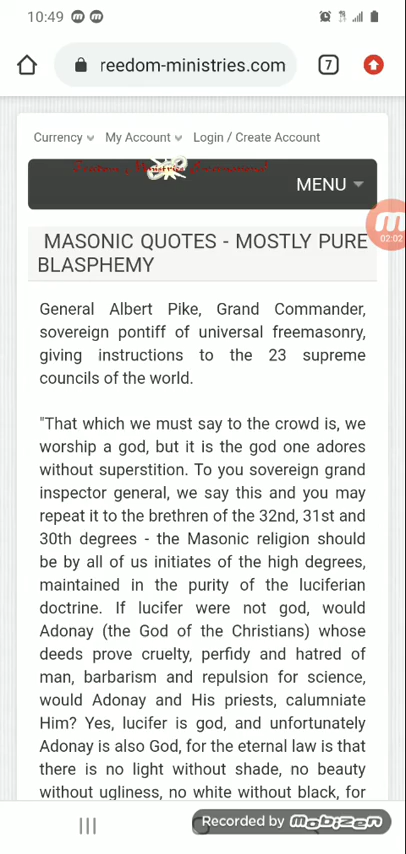 10:49
reedom-ministries.com
7
Currency My Account Login / Create Account
MENU
02:02
MASONIC QUOTES - MOSTLY PURE
BLASPHEMY
General Albert Pike, Grand Commander,
sovereign pontiff of universal freemasonry,
giving instructions to the 23 supreme
councils of the world.
"That which we must say to the crowd is, we
worship a god, but it is the god one adores
without superstition. To you sovereign grand
inspector general, we say this and you may
repeat it to the brethren of the 32nd, 31st and
30th degrees - the Masonic religion should
be by all of us initiates of the high degrees,
maintained in the purity of the luciferian
doctrine. If lucifer were not god, would
Adonay (the God of the Christians) whose
deeds prove cruelty, perfidy and hatred of
man, barbarism and repulsion for science,
would Adonay and His priests, calumniate
Him? Yes, lucifer is god, and unfortunately
Adonay is also God, for the eternal law is that
there is no light without shade, no beauty
without ugliness, no white without black, for
Recorded by mobizen